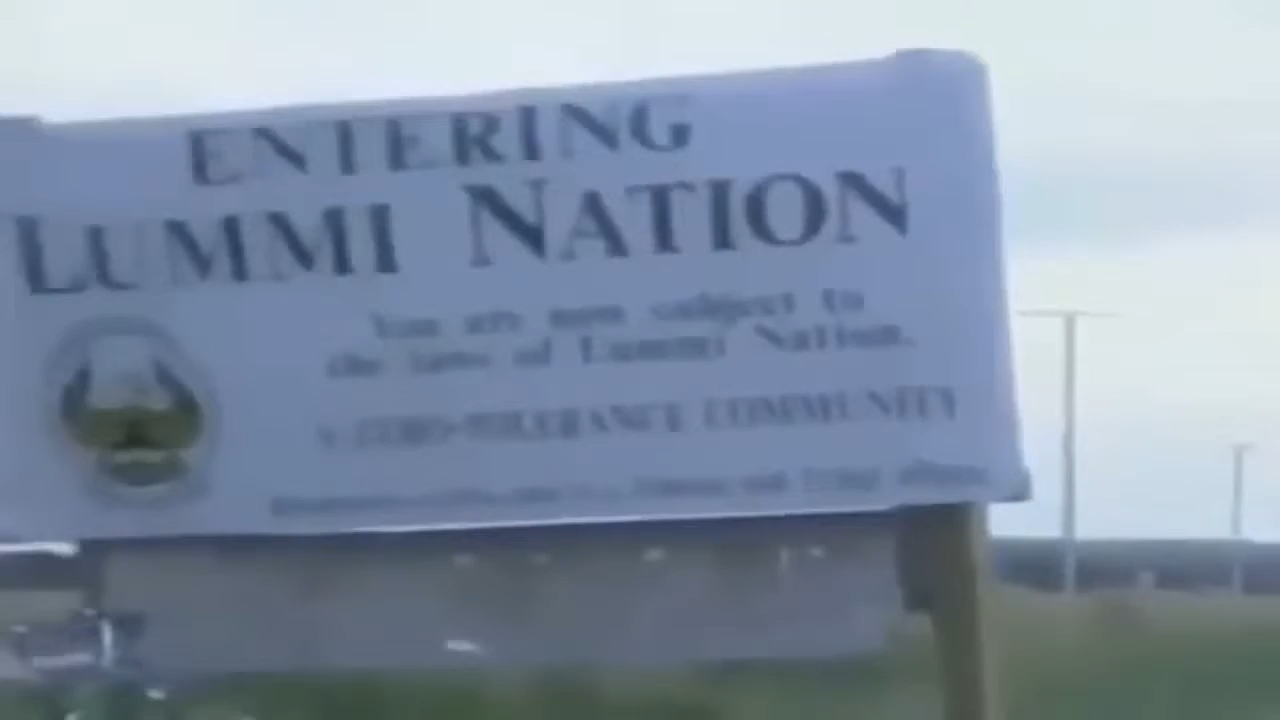 ENTERING
LUMMI NATION
You are now subject to
the laws of Lummi Nation.
A ZERO-TOLERANCE COMMUNITY